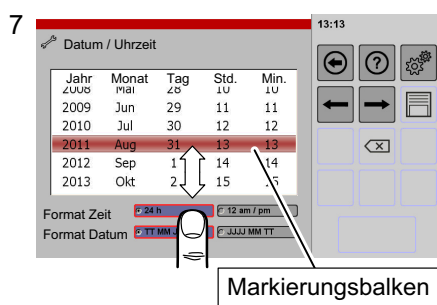 7
13:13
Datum / Uhrzeit
Jahr Monat Tag Std. Min.
2008 Mai 28 10 10
2009 Jun 29 11 11
2010 Jul 30 12 12
2011 Aug 31 13 13
2012 Sep 1 14 14
2013 Okt 2 15
Format Zeit 24 h 12 am / pm
Format Datum TT MM JJJJ MM TT
Markierungsbalken